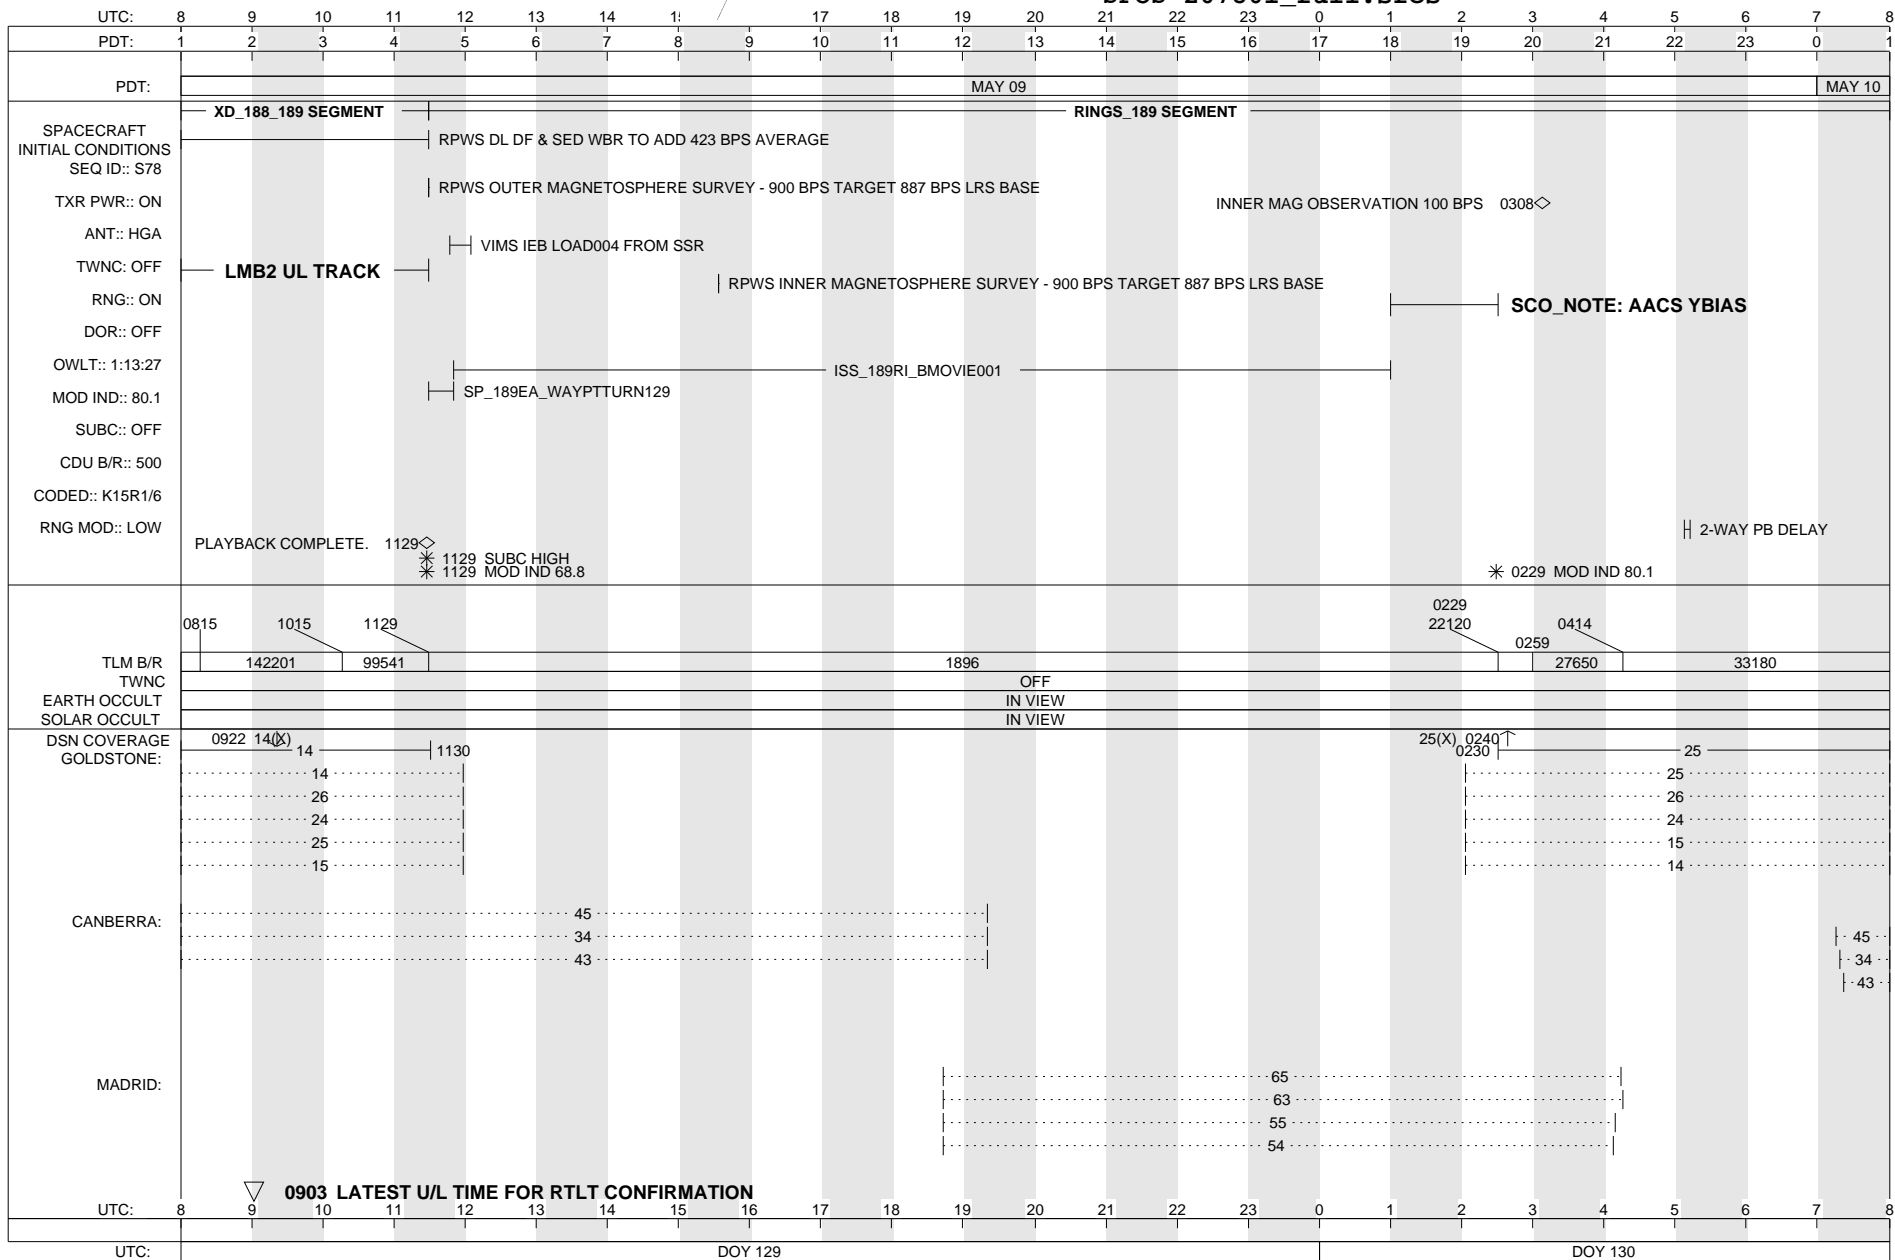 UTC: 8 9 10 11 12 13 14 17 18 19 20 21 22 23 0 1 2 3 4 5 6 7 8
PDT: 1 2 3 4 5 6 7 8 9 10 11 12 13 14 15 16 17 18 19 20 21 22 23 0 1
PDT: MAY 09 MAY 10
XD_188_189 SEGMENT RINGS_189 SEGMENT
SPACECRAFT
INITIAL CONDITIONS
RPWS DL DF & SED WBR TO ADD 423 BPS AVERAGE
SEQ ID:: S78
RPWS OUTER MAGNETOSPHERE SURVEY - 900 BPS TARGET 887 BPS LRS BASE
TXR PWR:: ON
INNER MAG OBSERVATION 100 BPS 0308
ANT:: HGA
VIMS IEB LOAD004 FROM SSR
TWNC: OFF
LMB2 UL TRACK
RPWS INNER MAGNETOSPHERE SURVEY - 900 BPS TARGET 887 BPS LRS BASE
RNG:: ON
SCO_NOTE: AACS YBIAS
DOR:: OFF
OWLT:: 1:13:27
ISS_189RI_BMOVIE001
SP_189EA_WAYPTTURN129
MOD IND:: 80.1
SUBC:: OFF
CDU B/R:: 500
CODED:: K15R1/6
RNG MOD:: LOW
2-WAY PB DELAY
PLAYBACK COMPLETE. 1129
1129 SUBC HIGH
1129 MOD IND 68.8
0229 MOD IND 80.1
0229
0815 1015 1129 22120 0414
0259
TLM B/R 142201 99541 1896 27650 33180
TWNC OFF
EARTH OCCULT IN VIEW
SOLAR OCCULT IN VIEW
DSN COVERAGE 0922 14(X) 25(X) 0240
GOLDSTONE: 14 1130 0230 25
14 25
26 26
24 24
25 15
15 14
CANBERRA: 45
34 45
43 34
43
MADRID: 65
63
55
54
0903 LATEST U/L TIME FOR RTLT CONFIRMATION
UTC: 8 9 10 11 12 13 14 15 16 17 18 19 20 21 22 23 0 1 2 3 4 5 6 7 8
UTC: DOY 129 DOY 130